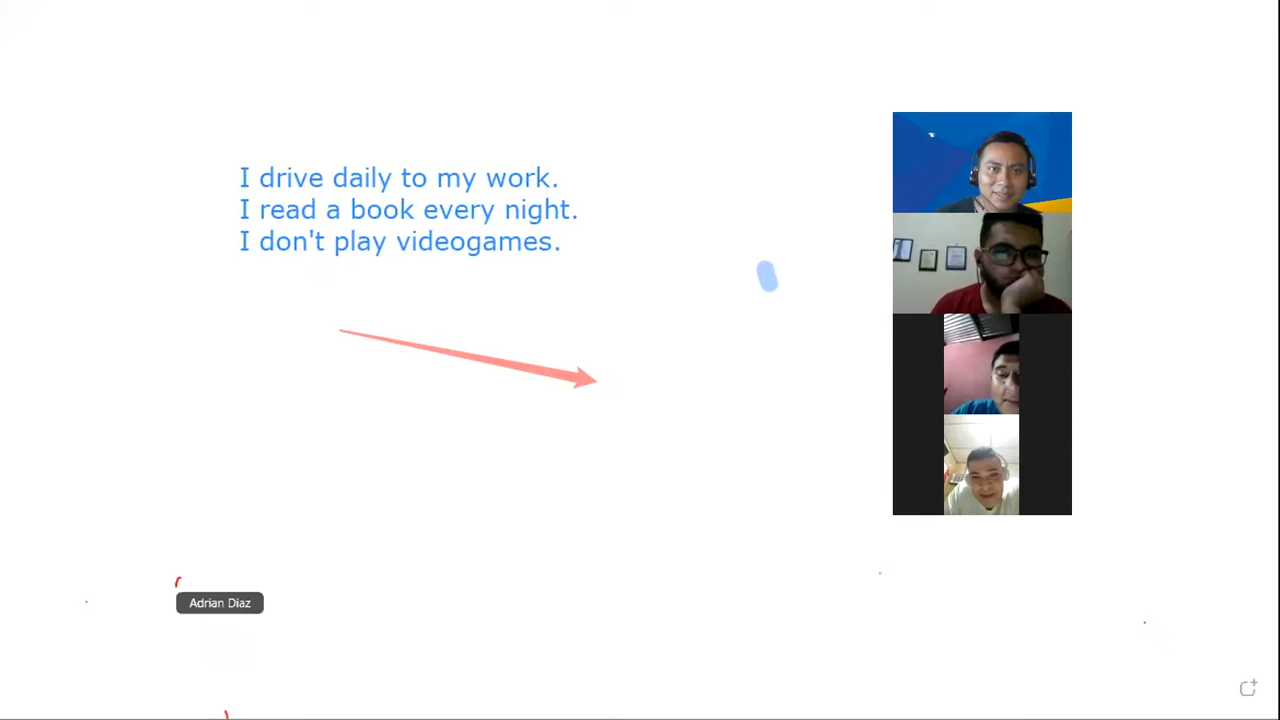 I drive daily to my work.
I read a book every night.
I don't play videogames.
Adrian Diaz